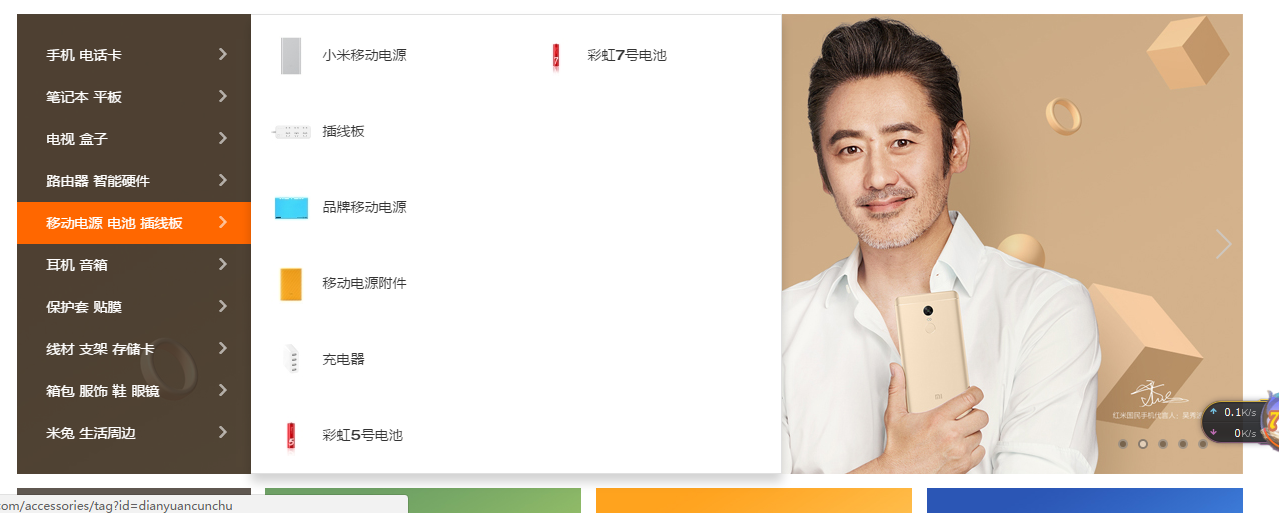 手机 电话卡
笔记本 平板
电视 盒子
路由器 智能硬件
移动电源 电池 插线板
耳机 音箱
保护套 贴膜
线材 支架 存储卡
箱包 服饰 鞋 眼镜
米兔 生活周边
小米移动电源
插线板
品牌移动电源
移动电源附件
充电器
彩虹5号电池
彩虹7号电池
红米国民手机代言人：
0.1K/s
0K/s
com/accessories/tag?id=dianyuancunchu